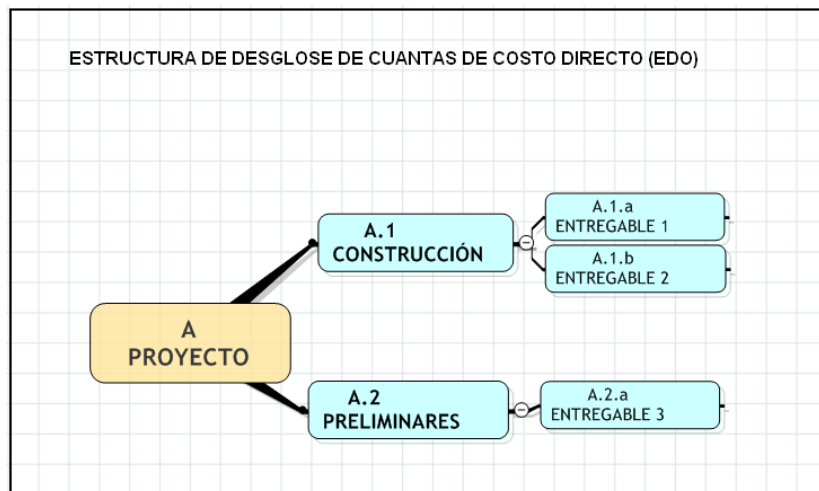 ESTRUCTURA DE DESGLOSE DE CUANTAS DE COSTO DIRECTO (EDO)
A.1
CONSTRUCCIÓN
A.1.a
ENTREGABLE 1
A.1.b
ENTREGABLE 2
A
PROYECTO
A.2
PRELIMINARES
A.2.a
ENTREGABLE 3